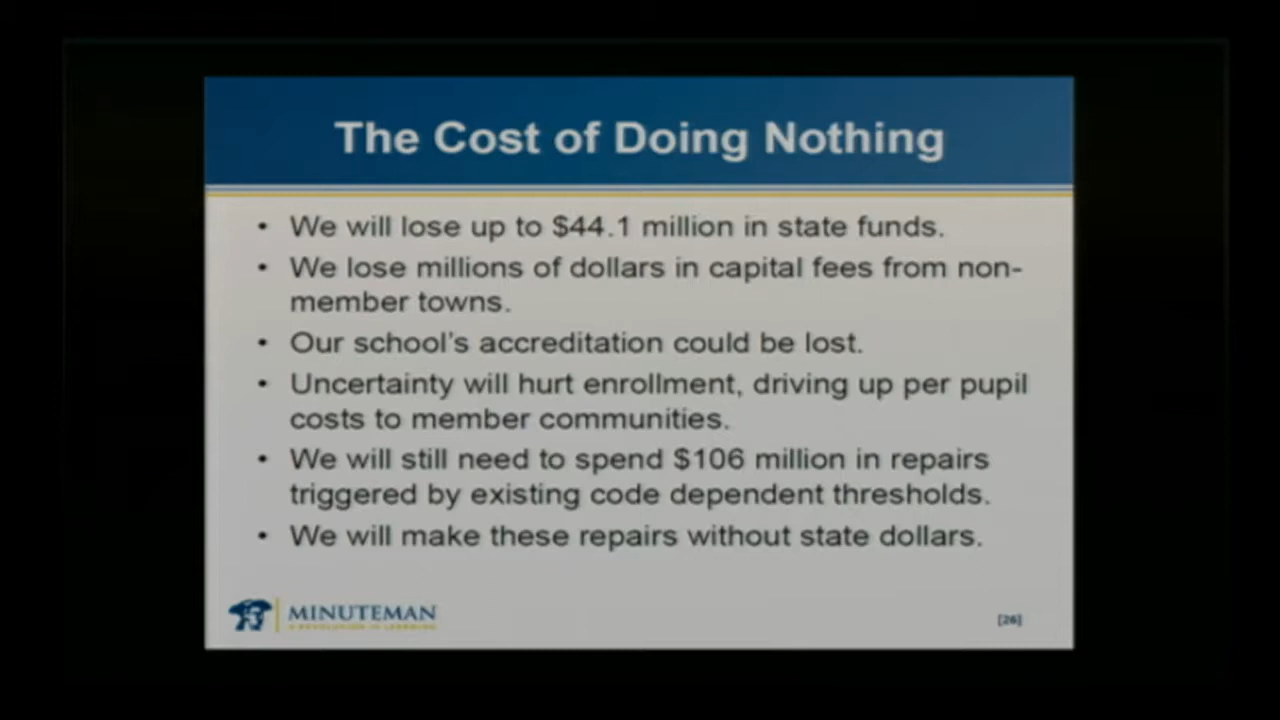 The Cost of Doing Nothing
• We will lose up to $44.1 million in state funds.
• We lose millions of dollars in capital fees from non-
member towns.
• Our school's accreditation could be lost.
• Uncertainty will hurt enrollment, driving up per pupil
costs to member communities.
• We will still need to spend $106 million in repairs
triggered by existing code dependent thresholds.
• We will make these repairs without state dollars.
MINUTEMAN
A REVOLUTION IN LEARNING
[26]